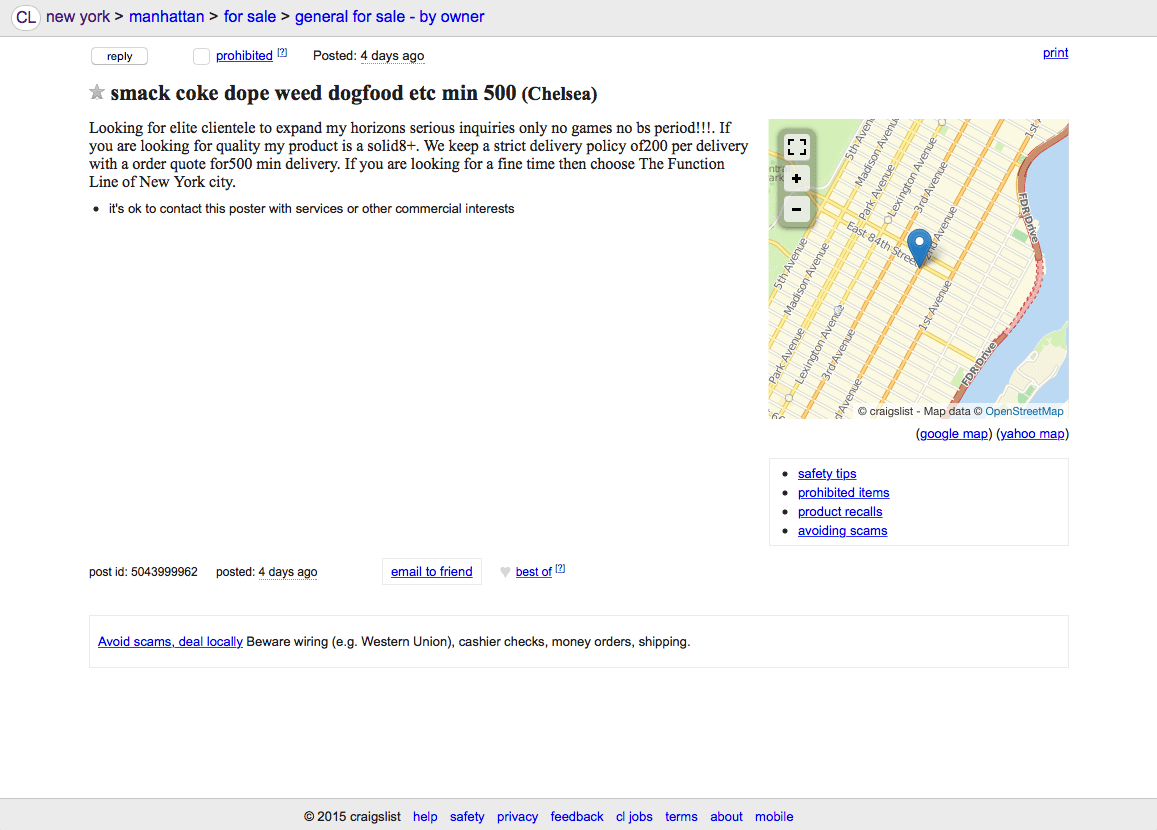 CL new york > manhattan > for sale > general for sale - by owner
reply prohibited [?] Posted: 4 days ago print
smack coke dope weed dogfood etc min 500 (Chelsea)
Looking for elite clientele to expand my horizons serious inquiries only no games no bs period!!!. If
you are looking for quality my product is a solid8+. We keep a strict delivery policy of200 per delivery
with a order quote for500 min delivery. If you are looking for a fine time then choose The Function
Line of New York city.
• it's ok to contact this poster with services or other commercial interests
5th Avenue
Madison Avenue
Park Avenue
Lexington Avenue
3rd Avenue
2nd Avenue
East 84th Street
FDR Drive
+
−
5th Avenue
Madison Avenue
Park Avenue
Lexington Avenue
3rd Avenue
1st Avenue
FDR Drive
© craigslist - Map data © OpenStreetMap
(google map) (yahoo map)
• safety tips
• prohibited items
• product recalls
• avoiding scams
post id: 5043999962 posted: 4 days ago email to friend ♥ best of [?]
Avoid scams, deal locally Beware wiring (e.g. Western Union), cashier checks, money orders, shipping.
© 2015 craigslist help safety privacy feedback cl jobs terms about mobile